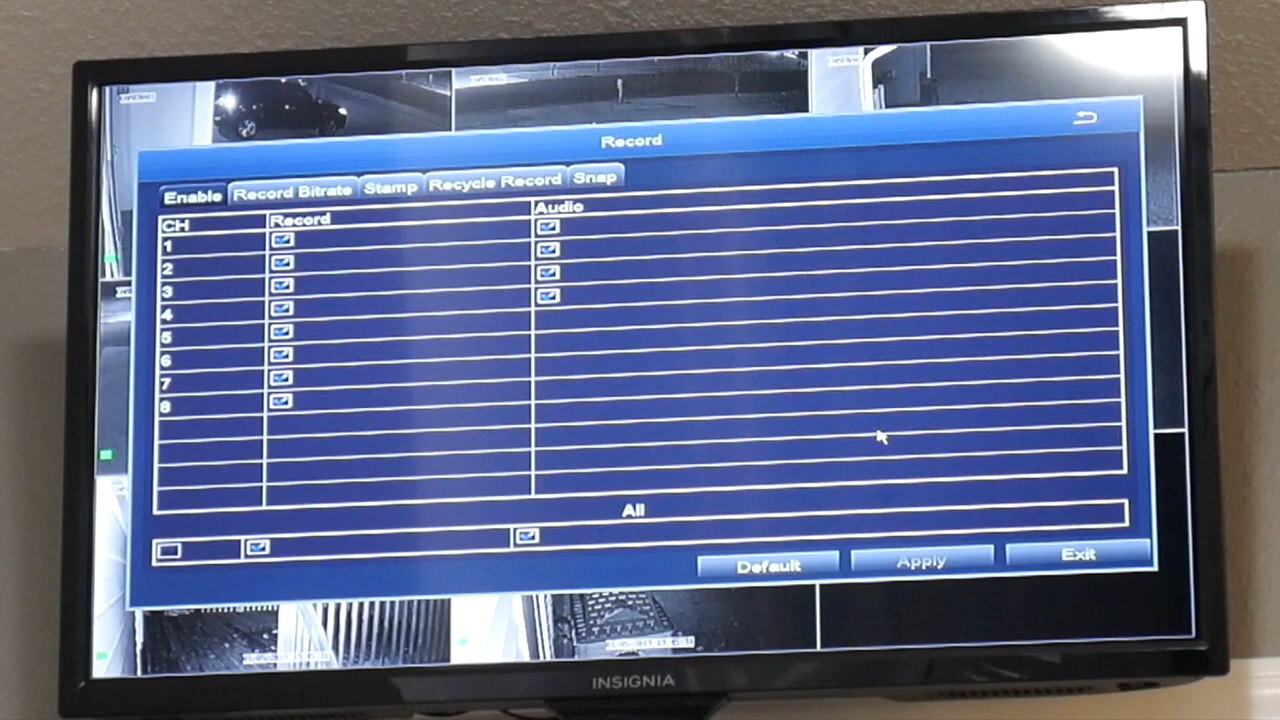 Record
Enable Record Bitrate Stamp Recycle Record Snap
CH Record Audio
1
2
3
4
5
6
7
8
All
Default Apply Exit
INSIGNIA